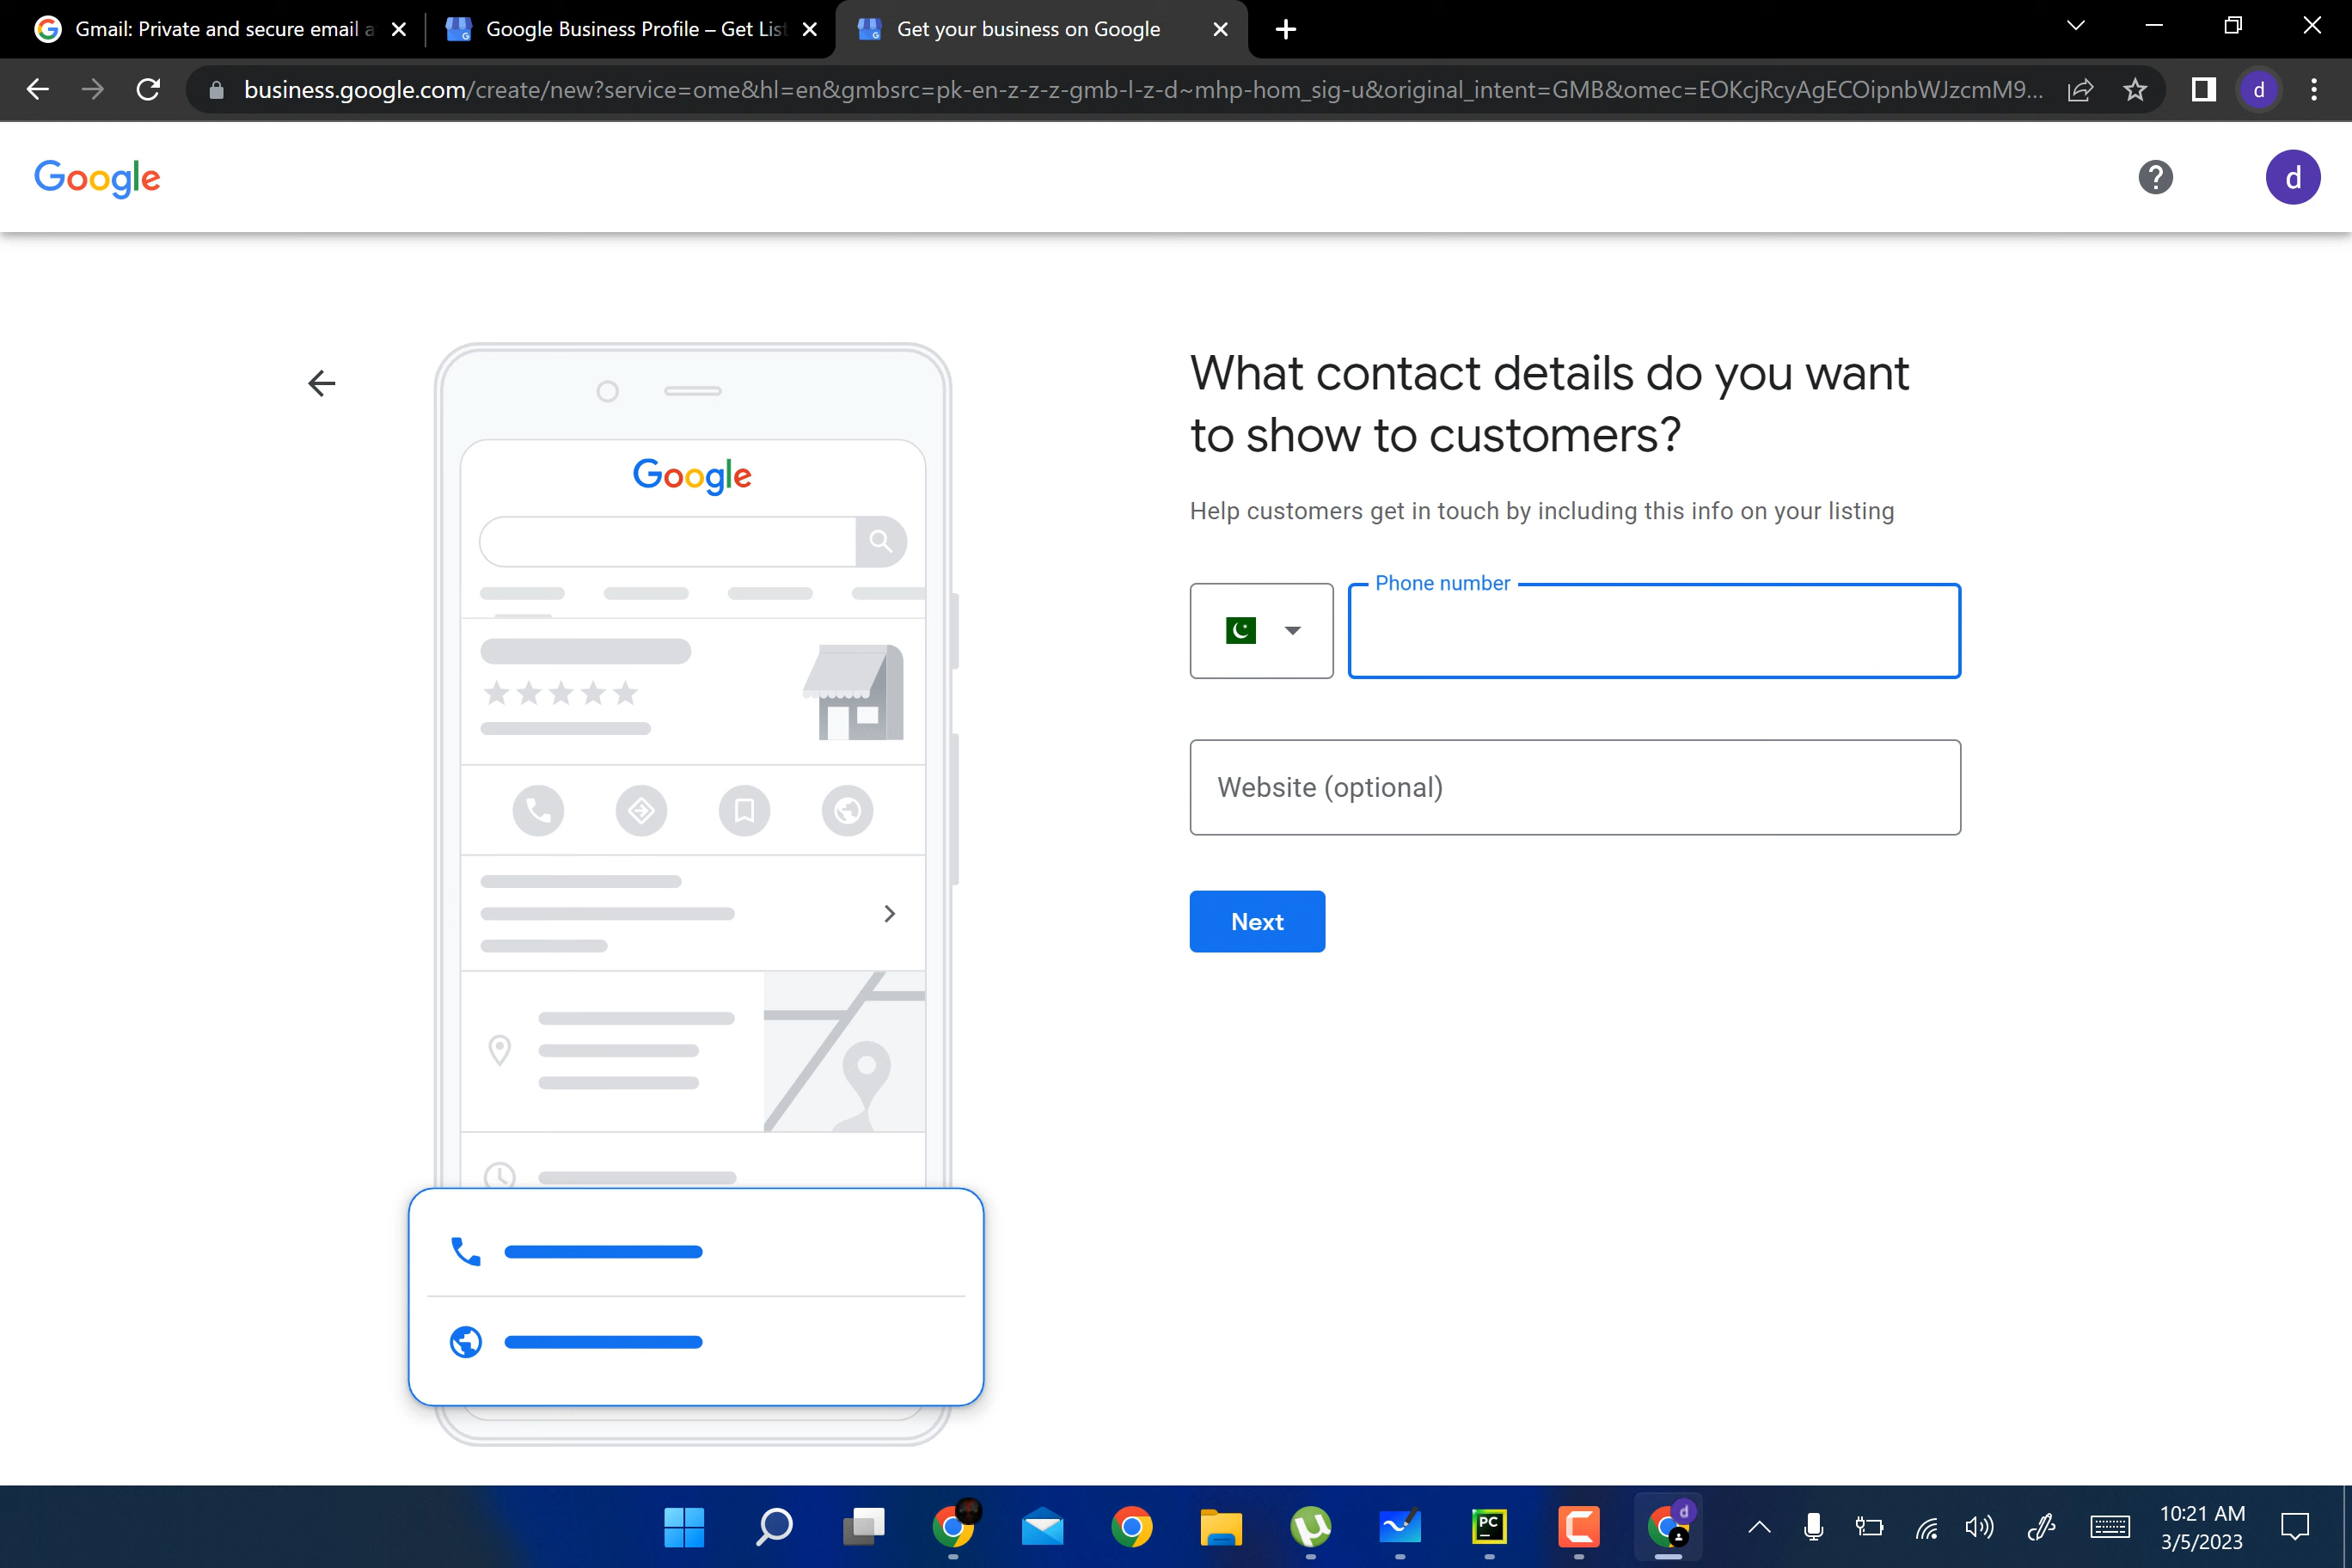 Gmail: Private and secure email a
Google Business Profile – Get List
Get your business on Google
business.google.com/create/new?service=ome&hl=en&gmbsrc=pk-en-z-z-z-gmb-l-z-d~mhp-hom_sig-u&original_intent=GMB&omec=EOKcjRcyAgECOipnbWJzcmM9...
d
Google
d
What contact details do you want
to show to customers?
Help customers get in touch by including this info on your listing
Phone number
Website (optional)
Next
Google
PC
d
10:21 AM
3/5/2023